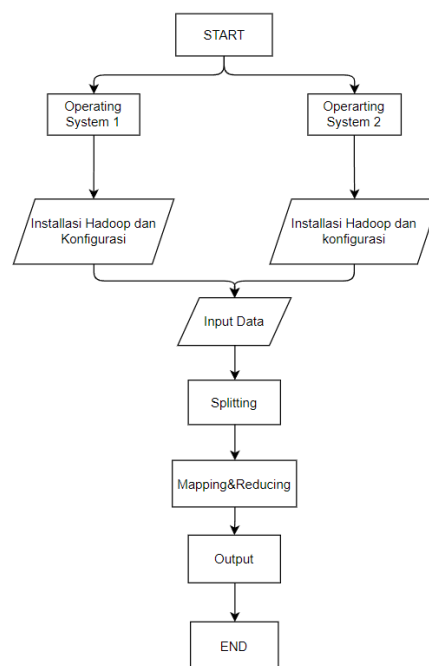 START
Operating
System 1
Operarting
System 2
Installasi Hadoop dan
Konfigurasi
Installasi Hadoop dan
konfigurasi
Input Data
Splitting
Mapping&Reducing
Output
END